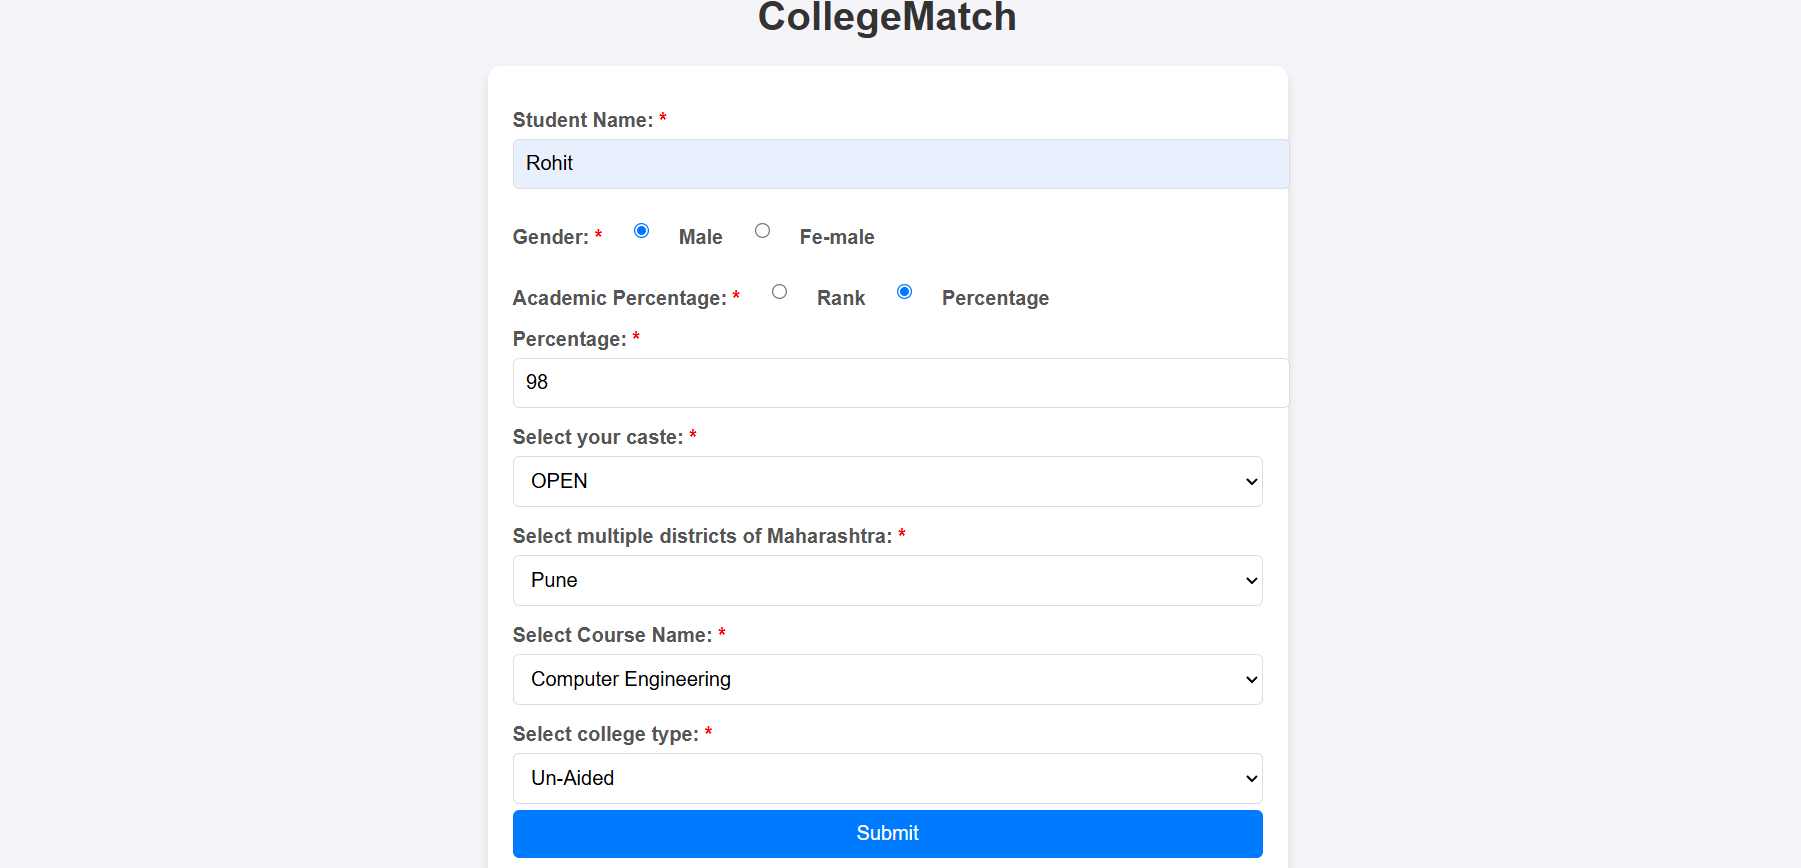 CollegeMatch
Student Name: *
Rohit
Gender: * Male Fe-male
Academic Percentage: * Rank Percentage
Percentage: *
98
Select your caste: *
OPEN
Select multiple districts of Maharashtra: *
Pune
Select Course Name: *
Computer Engineering
Select college type: *
Un-Aided
Submit